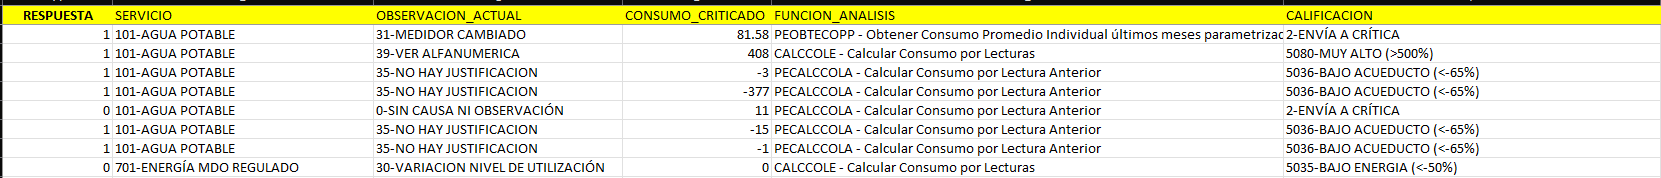 RESPUESTA SERVICIO OBSERVACION_ACTUAL CONSUMO_CRITICADO FUNCION_ANALISIS CALIFICACION
1 101-AGUA POTABLE 31-MEDIDOR CAMBIADO 81.58 PEOBTECOPP - Obtener Consumo Promedio Individual últimos meses parametrizac 2-ENVÍA A CRÍTICA
1 101-AGUA POTABLE 39-VER ALFANUMERICA 408 CALCCOLE - Calcular Consumo por Lecturas 5080-MUY ALTO (>500%)
1 101-AGUA POTABLE 35-NO HAY JUSTIFICACION -3 PECALCCOLA - Calcular Consumo por Lectura Anterior 5036-BAJO ACUEDUCTO (<-65%)
1 101-AGUA POTABLE 35-NO HAY JUSTIFICACION -377 PECALCCOLA - Calcular Consumo por Lectura Anterior 5036-BAJO ACUEDUCTO (<-65%)
0 101-AGUA POTABLE 0-SIN CAUSA NI OBSERVACIÓN 11 PECALCCOLA - Calcular Consumo por Lectura Anterior 2-ENVÍA A CRÍTICA
1 101-AGUA POTABLE 35-NO HAY JUSTIFICACION -15 PECALCCOLA - Calcular Consumo por Lectura Anterior 5036-BAJO ACUEDUCTO (<-65%)
1 101-AGUA POTABLE 35-NO HAY JUSTIFICACION -1 PECALCCOLA - Calcular Consumo por Lectura Anterior 5036-BAJO ACUEDUCTO (<-65%)
0 701-ENERGÍA MDO REGULADO 30-VARIACION NIVEL DE UTILIZACIÓN 0 CALCCOLE - Calcular Consumo por Lecturas 5035-BAJO ENERGIA (<-50%)